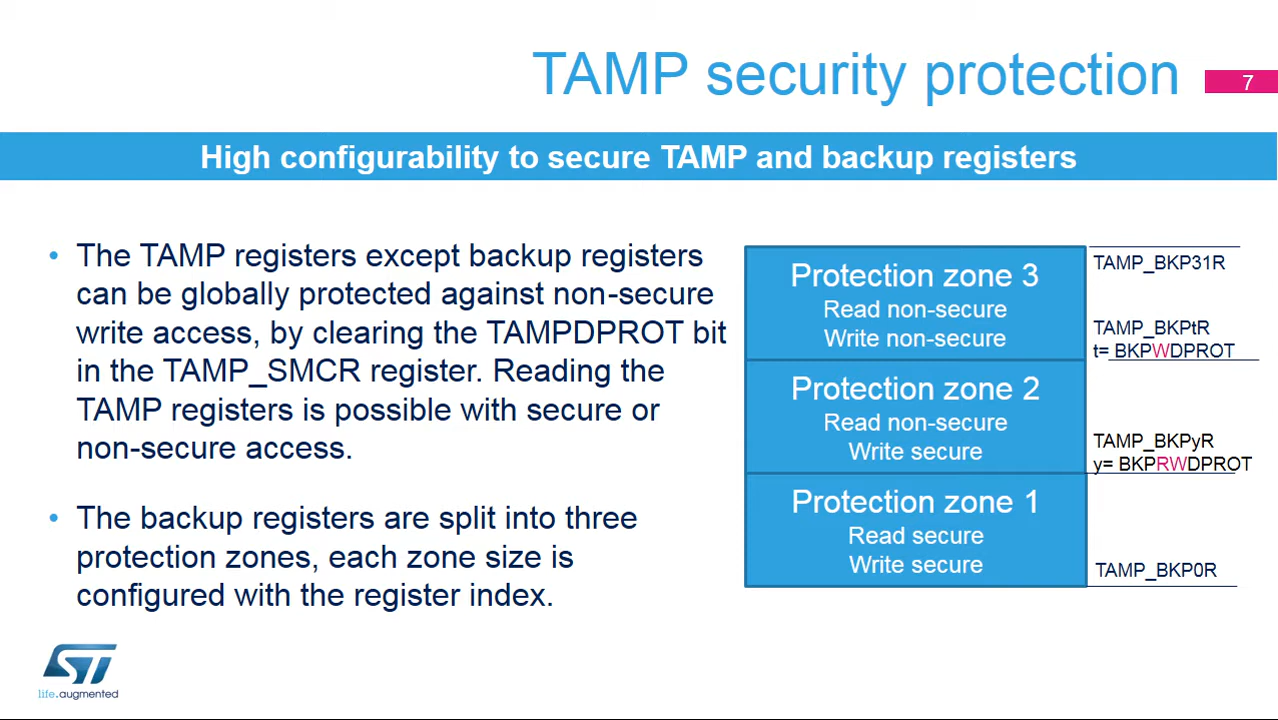 TAMP security protection
7
High configurability to secure TAMP and backup registers
• The TAMP registers except backup registers
can be globally protected against non-secure
write access, by clearing the TAMPDPROT bit
in the TAMP_SMCR register. Reading the
TAMP registers is possible with secure or
non-secure access.
• The backup registers are split into three
protection zones, each zone size is
configured with the register index.
Protection zone 3
Read non-secure
Write non-secure
TAMP_BKP31R
TAMP_BKPtR
t= BKPWDPROT
Protection zone 2
Read non-secure
Write secure
TAMP_BKPyR
y= BKPRWDPROT
Protection zone 1
Read secure
Write secure
TAMP_BKP0R
ST
life.augmented